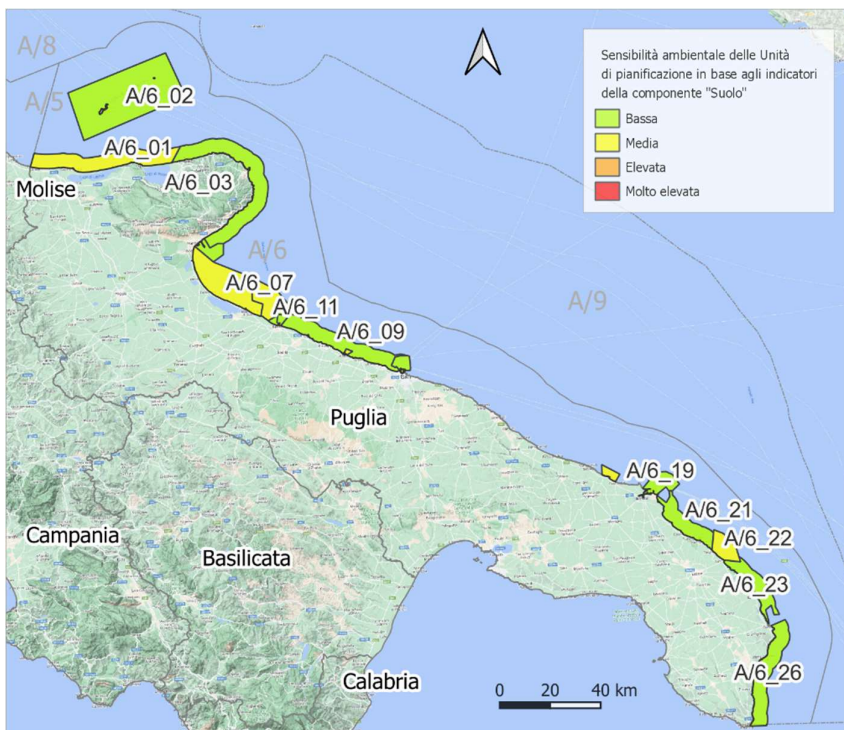 A/8
A/5
A/6_02
A/6_01
A/6_03
Molise
A/6
A/6_07
A/6_11
A/6_09
A/9
Puglia
A/6_19
A/6_21
A/6_22
A/6_23
A/6_26
Campania
Basilicata
Calabria
0 20 40 km
Sensibilità ambientale delle Unità
di pianificazione in base agli indicatori
della componente "Suolo"
Bassa
Media
Elevata
Molto elevata